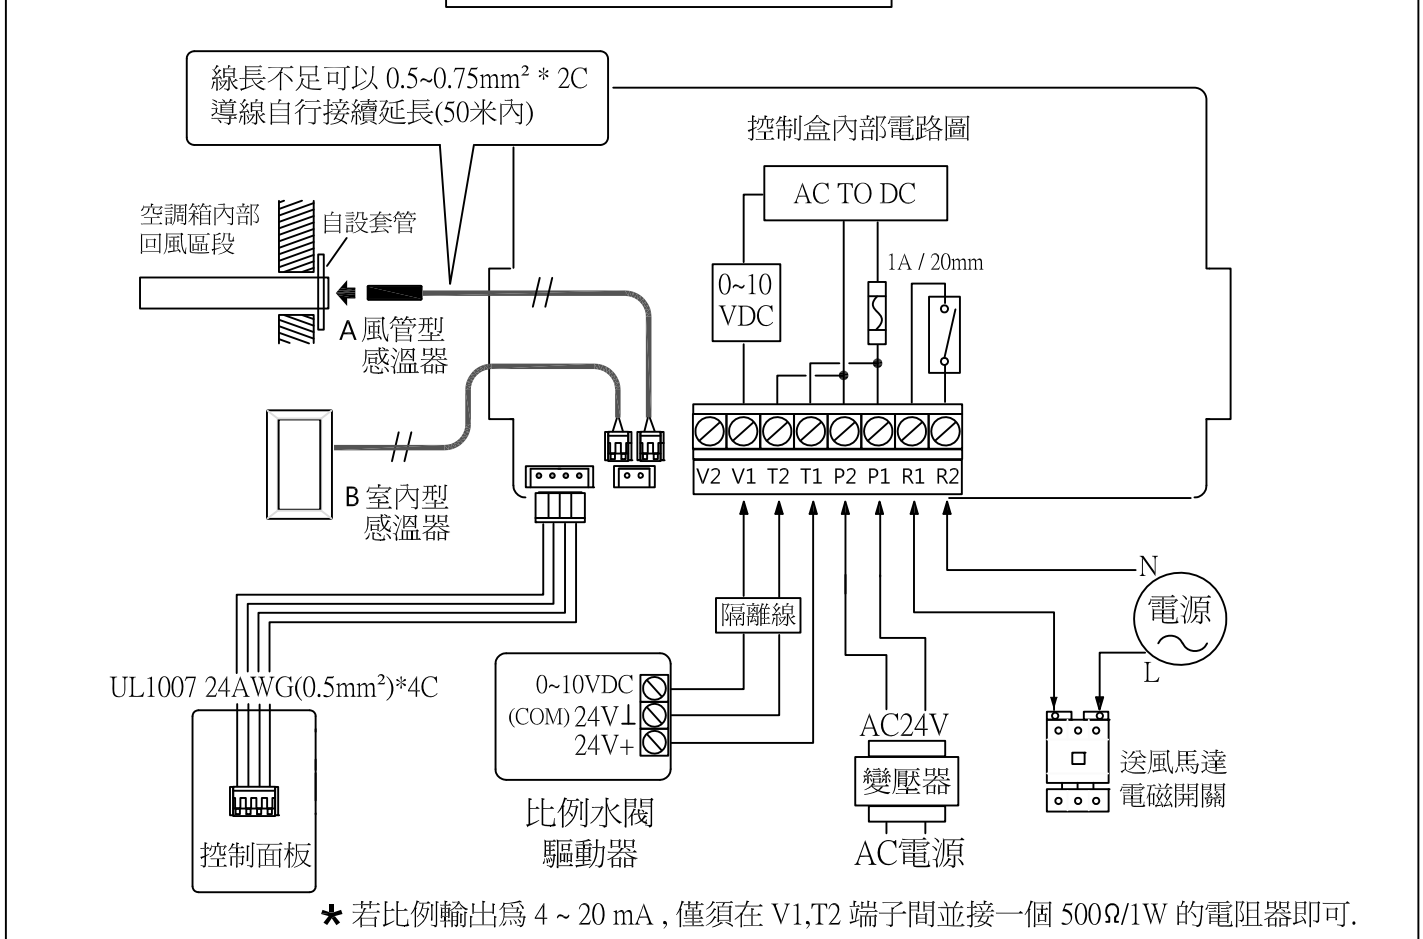 線長不足可以 0.5~0.75mm² * 2C
導線自行接續延長(50米內)
控制盒內部電路圖
AC TO DC
空調箱內部
回風區段
自設套管
1A / 20mm
0~10
VDC
A 風管型
感溫器
V2 V1 T2 T1 P2 P1 R1 R2
B 室內型
感溫器
N
電源
L
隔離線
UL1007 24AWG(0.5mm²)*4C
0~10VDC
(COM) 24V⊥
24V+
AC24V
變壓器
AC電源
送風馬達
電磁開關
比例水閥
驅動器
控制面板
* 若比例輸出爲 4 ~ 20 mA , 僅須在 V1,T2 端子間並接一個 500Ω/1W 的電阻器即可.